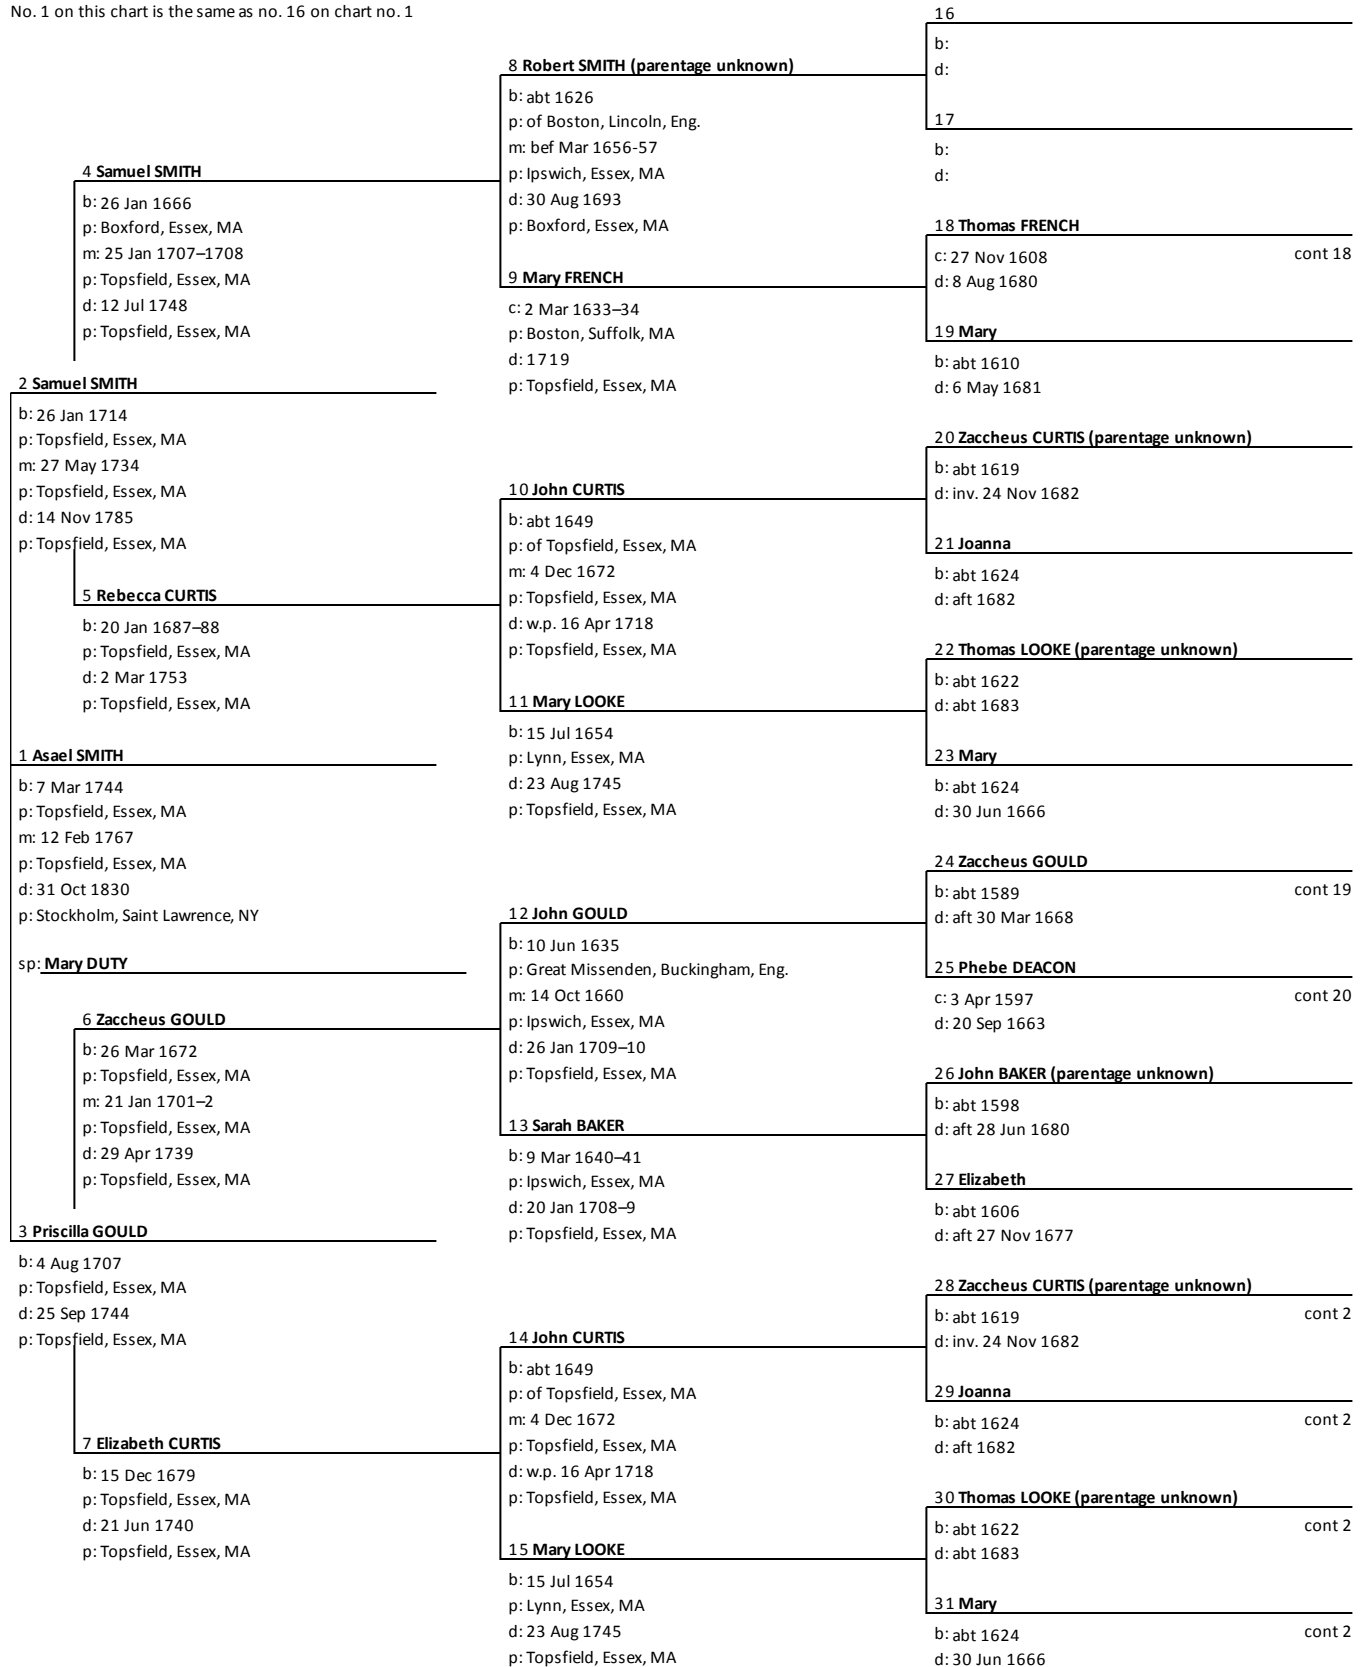 No. 1 on this chart is the same as no. 16 on chart no. 1
2 Samuel SMITH
b: 26 Jan 1714
p: Topsfield, Essex, MA
m: 27 May 1734
p: Topsfield, Essex, MA
d: 14 Nov 1785
p: Topsfield, Essex, MA
1 Asael SMITH
b: 7 Mar 1744
p: Topsfield, Essex, MA
m: 12 Feb 1767
p: Topsfield, Essex, MA
d: 31 Oct 1830
p: Stockholm, Saint Lawrence, NY
sp: Mary DUTY
3 Priscilla GOULD
b: 4 Aug 1707
p: Topsfield, Essex, MA
d: 25 Sep 1744
p: Topsfield, Essex, MA
4 Samuel SMITH
b: 26 Jan 1666
p: Boxford, Essex, MA
m: 25 Jan 1707–1708
p: Topsfield, Essex, MA
d: 12 Jul 1748
p: Topsfield, Essex, MA
5 Rebecca CURTIS
b: 20 Jan 1687–88
p: Topsfield, Essex, MA
d: 2 Mar 1753
p: Topsfield, Essex, MA
6 Zaccheus GOULD
b: 26 Mar 1672
p: Topsfield, Essex, MA
m: 21 Jan 1701–2
p: Topsfield, Essex, MA
d: 29 Apr 1739
p: Topsfield, Essex, MA
7 Elizabeth CURTIS
b: 15 Dec 1679
p: Topsfield, Essex, MA
d: 21 Jun 1740
p: Topsfield, Essex, MA
8 Robert SMITH (parentage unknown)
b: abt 1626
p: of Boston, Lincoln, Eng.
m: bef Mar 1656-57
p: Ipswich, Essex, MA
d: 30 Aug 1693
p: Boxford, Essex, MA
9 Mary FRENCH
c: 2 Mar 1633–34
p: Boston, Suffolk, MA
d: 1719
p: Topsfield, Essex, MA
10 John CURTIS
b: abt 1649
p: of Topsfield, Essex, MA
m: 4 Dec 1672
p: Topsfield, Essex, MA
d: w.p. 16 Apr 1718
p: Topsfield, Essex, MA
11 Mary LOOKE
b: 15 Jul 1654
p: Lynn, Essex, MA
d: 23 Aug 1745
p: Topsfield, Essex, MA
12 John GOULD
b: 10 Jun 1635
p: Great Missenden, Buckingham, Eng.
m: 14 Oct 1660
p: Ipswich, Essex, MA
d: 26 Jan 1709–10
p: Topsfield, Essex, MA
13 Sarah BAKER
b: 9 Mar 1640–41
p: Ipswich, Essex, MA
d: 20 Jan 1708–9
p: Topsfield, Essex, MA
14 John CURTIS
b: abt 1649
p: of Topsfield, Essex, MA
m: 4 Dec 1672
p: Topsfield, Essex, MA
d: w.p. 16 Apr 1718
p: Topsfield, Essex, MA
15 Mary LOOKE
b: 15 Jul 1654
p: Lynn, Essex, MA
d: 23 Aug 1745
p: Topsfield, Essex, MA
16
b:
d:
17
b:
d:
18 Thomas FRENCH
c: 27 Nov 1608 cont 18
d: 8 Aug 1680
19 Mary
b: abt 1610
d: 6 May 1681
20 Zaccheus CURTIS (parentage unknown)
b: abt 1619
d: inv. 24 Nov 1682
21 Joanna
b: abt 1624
d: aft 1682
22 Thomas LOOKE (parentage unknown)
b: abt 1622
d: abt 1683
23 Mary
b: abt 1624
d: 30 Jun 1666
24 Zaccheus GOULD
b: abt 1589 cont 19
d: aft 30 Mar 1668
25 Phebe DEACON
c: 3 Apr 1597 cont 20
d: 20 Sep 1663
26 John BAKER (parentage unknown)
b: abt 1598
d: aft 28 Jun 1680
27 Elizabeth
b: abt 1606
d: aft 27 Nov 1677
28 Zaccheus CURTIS (parentage unknown)
b: abt 1619 cont 2
d: inv. 24 Nov 1682
29 Joanna
b: abt 1624 cont 2
d: aft 1682
30 Thomas LOOKE (parentage unknown)
b: abt 1622 cont 2
d: abt 1683
31 Mary
b: abt 1624 cont 2
d: 30 Jun 1666